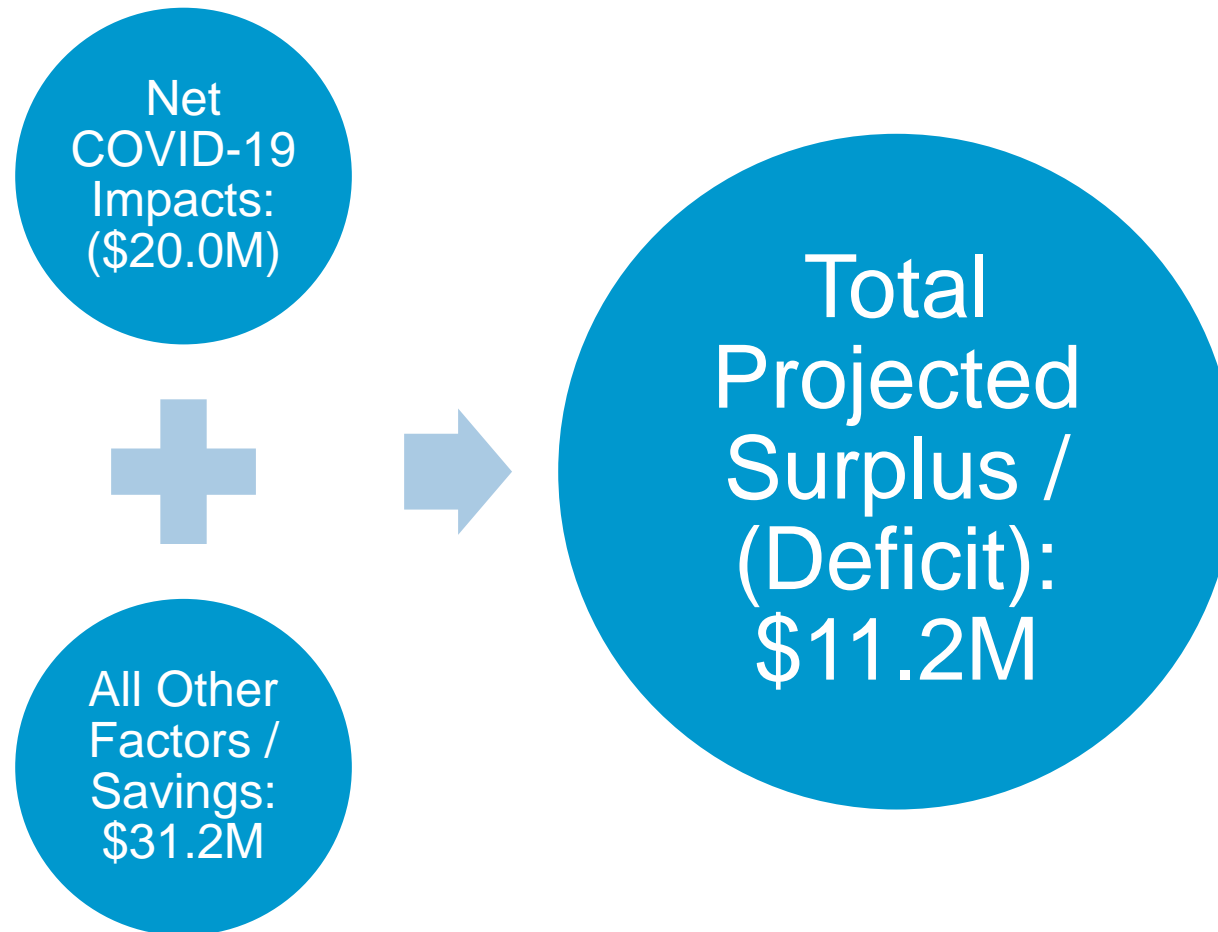 Net
COVID-19
Impacts:
($20.0M)
All Other
Factors /
Savings:
$31.2M
Total
Projected
Surplus /
(Deficit):
$11.2M